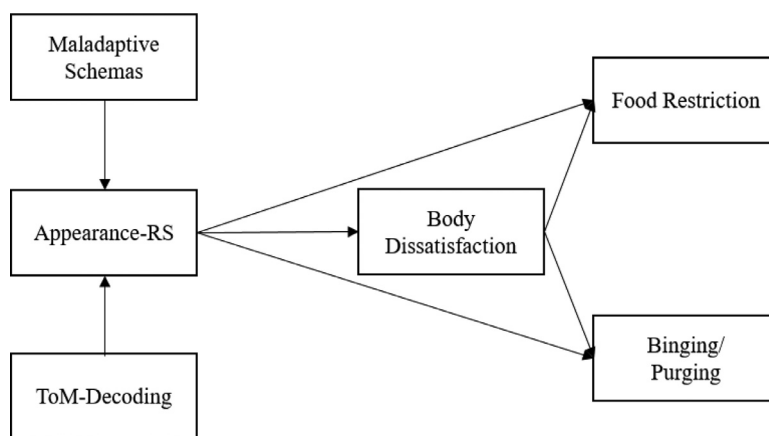 Maladaptive
Schemas
Food Restriction
Appearance-RS
Body
Dissatisfaction
Binging/
Purging
ToM-Decoding